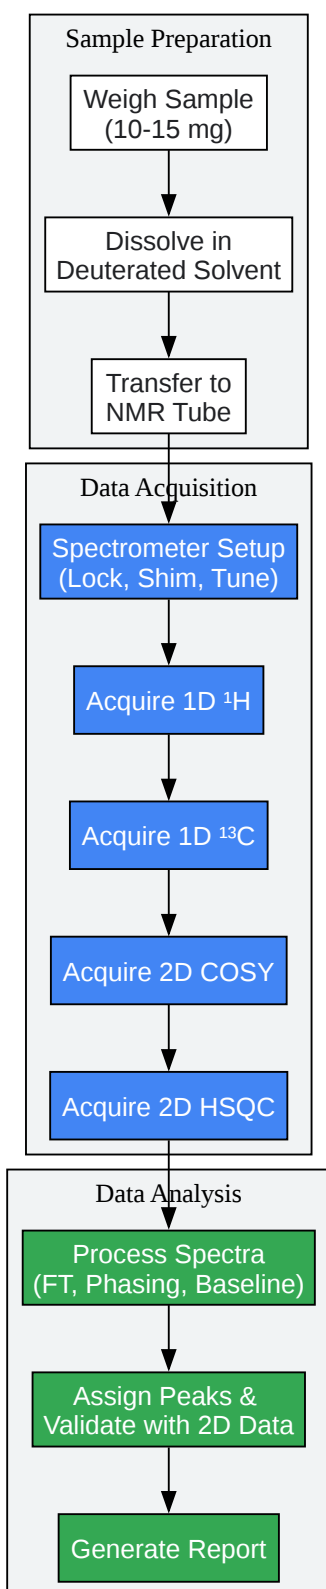 Sample Preparation
Weigh Sample
(10-15 mg)
Dissolve in
Deuterated Solvent
Transfer to
NMR Tube
Data Acquisition
Spectrometer Setup
(Lock, Shim, Tune)
Acquire 1D ¹H
Acquire 1D ¹³C
Acquire 2D COSY
Acquire 2D HSQC
Data Analysis
Process Spectra
(FT, Phasing, Baseline)
Assign Peaks &
Validate with 2D Data
Generate Report